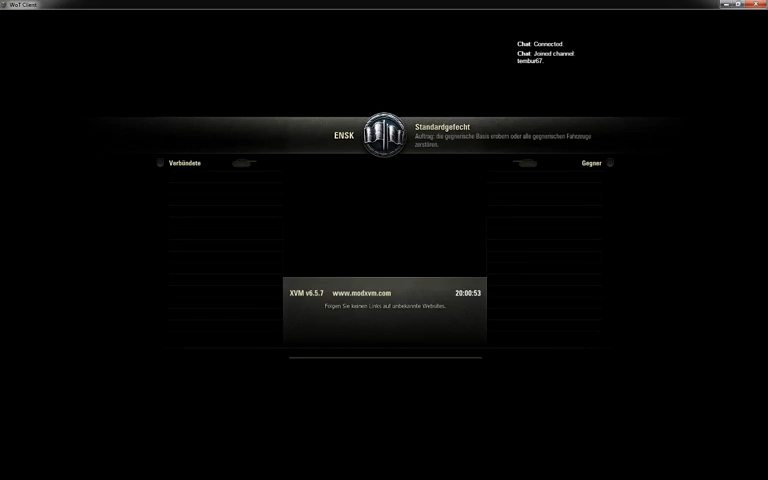 WoT Client
Chat Connected
Chat Joined channel
tembur67.
ENSK
Standardgefecht
Auftrag: die gegnerische Basis erobern oder alle gegnerischen Fahrzeuge
zerstören.
Verbündete
Gegner
XVM v6.5.7 www.modxvm.com 20:00:53
Folgen Sie keinen Links auf unbekannte Websites.